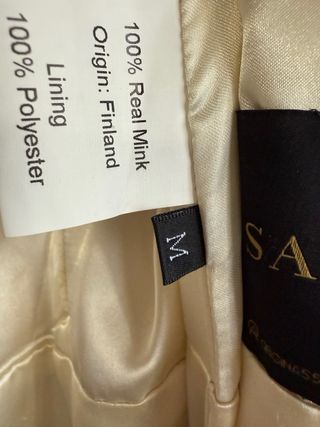 100% Real Mink
Origin: Finland
Lining
100% Polyester
M
SA